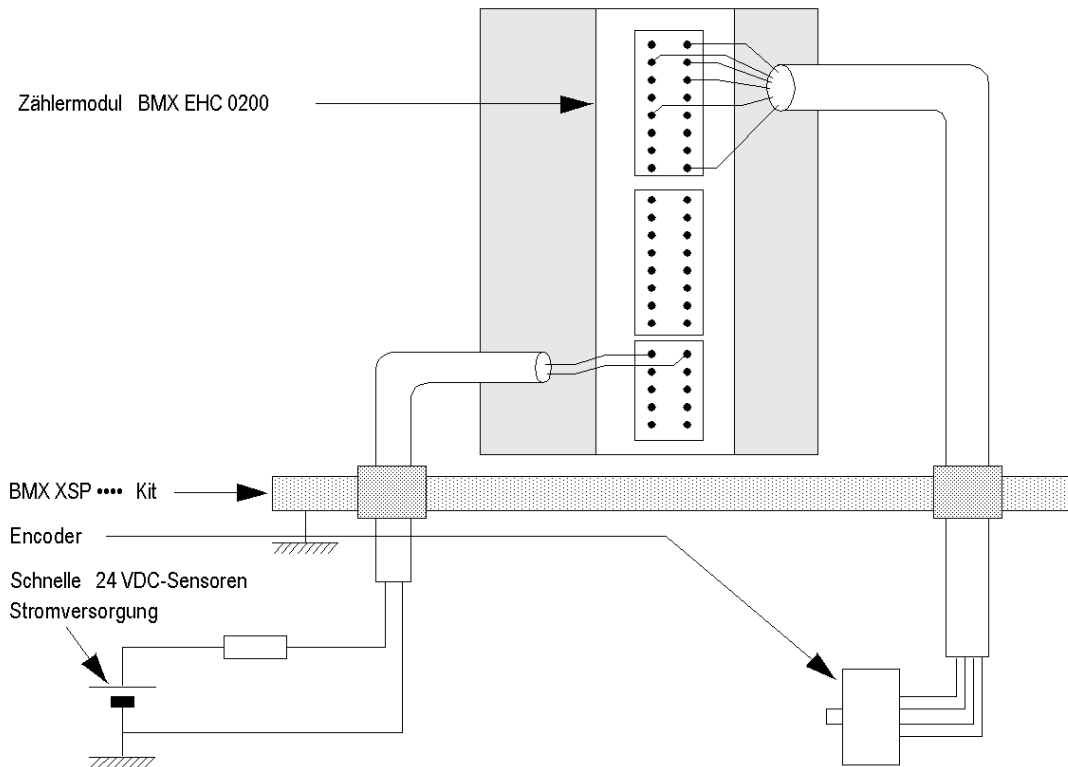 Zählermodul BMX EHC 0200
BMX XSP •••• Kit
Encoder
Schnelle 24 VDC-Sensoren
Stromversorgung